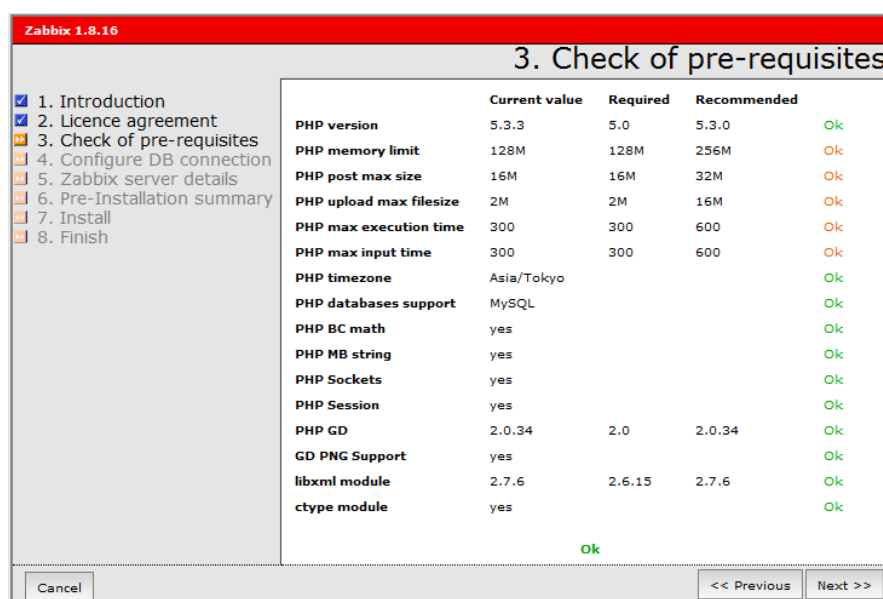 Zabbix 1.8.16
3. Check of pre-requisites
1. Introduction
2. Licence agreement
3. Check of pre-requisites
4. Configure DB connection
5. Zabbix server details
6. Pre-Installation summary
7. Install
8. Finish
Current value Required Recommended
PHP version 5.3.3 5.0 5.3.0 Ok
PHP memory limit 128M 128M 256M Ok
PHP post max size 16M 16M 32M Ok
PHP upload max filesize 2M 2M 16M Ok
PHP max execution time 300 300 600 Ok
PHP max input time 300 300 600 Ok
PHP timezone Asia/Tokyo Ok
PHP databases support MySQL Ok
PHP BC math yes Ok
PHP MB string yes Ok
PHP Sockets yes Ok
PHP Session yes Ok
PHP GD 2.0.34 2.0 2.0.34 Ok
GD PNG Support yes Ok
libxml module 2.7.6 2.6.15 2.7.6 Ok
ctype module yes Ok
Ok
Cancel << Previous Next >>